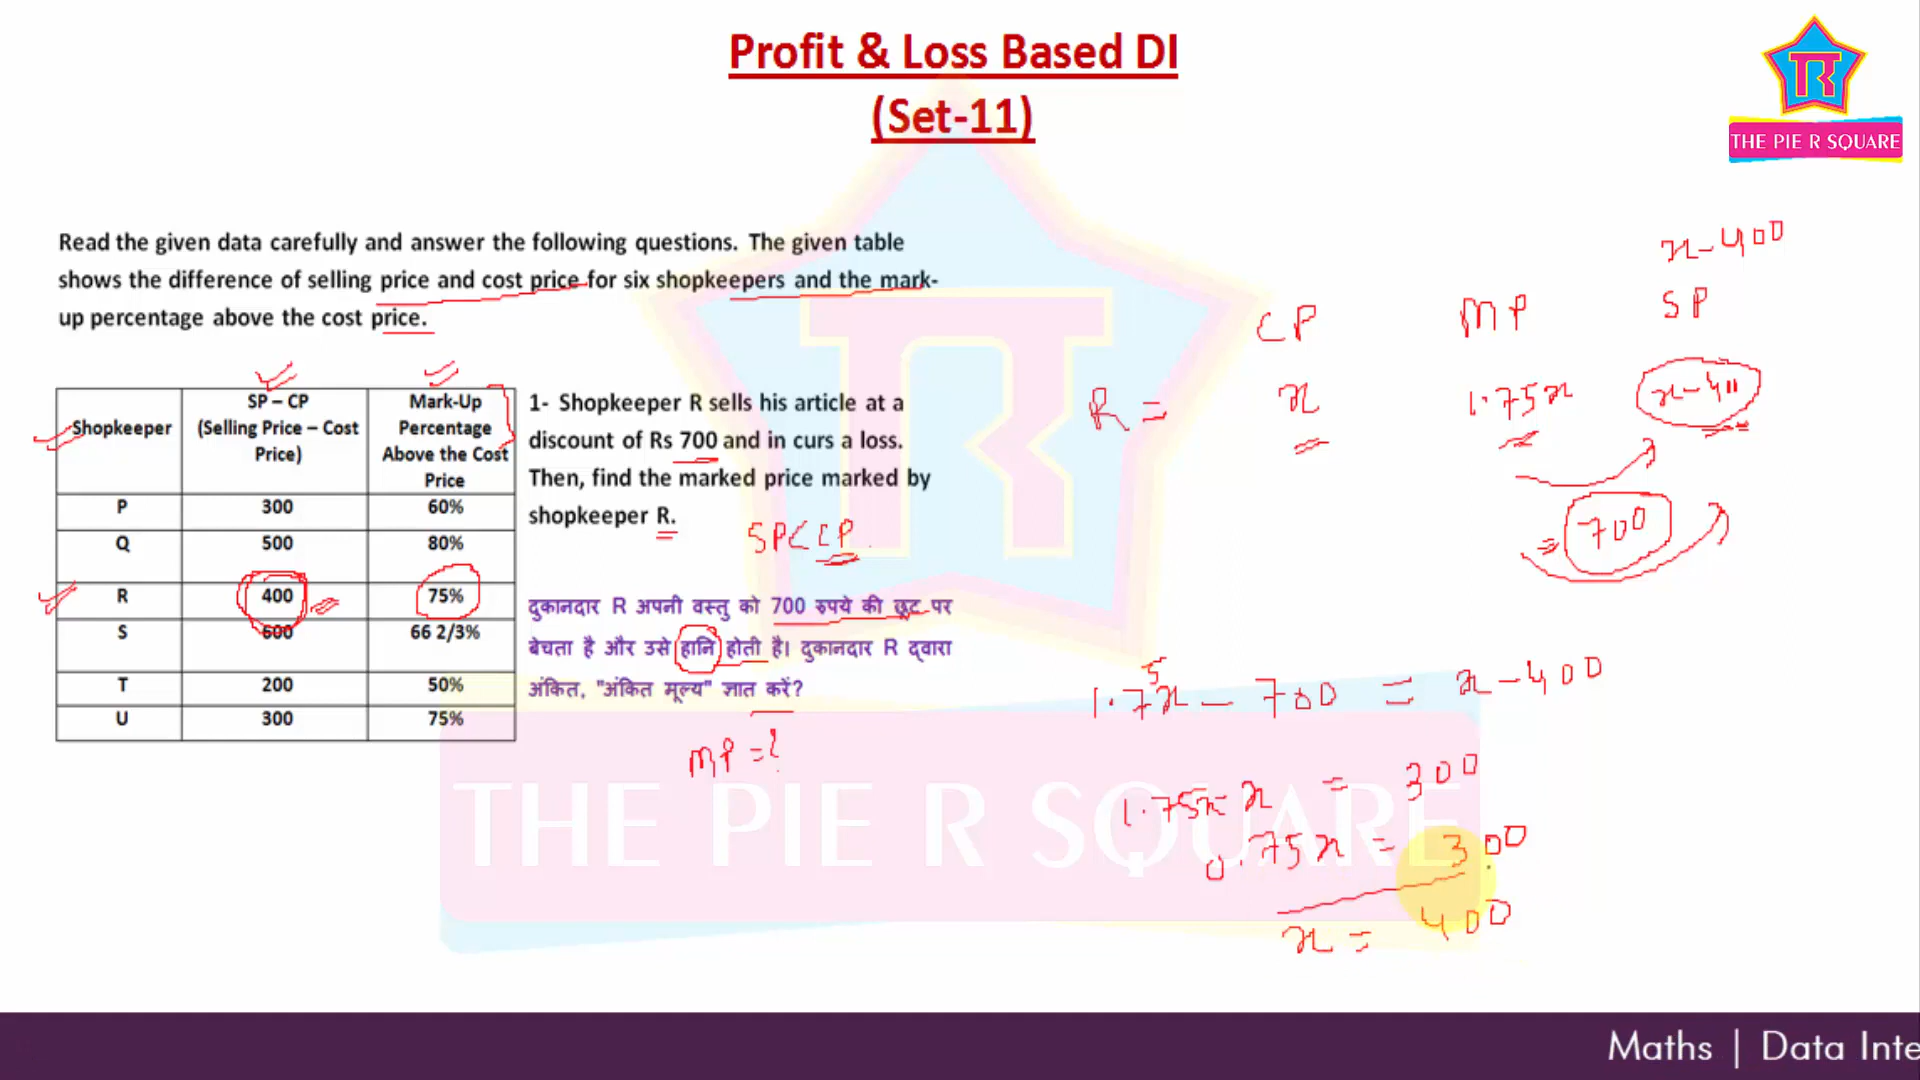 Profit & Loss Based DI
(Set-11)
THE PIE R SQUARE
Read the given data carefully and answer the following questions. The given table
shows the difference of selling price and cost price for six shopkeepers and the mark-
up percentage above the cost price.
Shopkeeper | SP – CP (Selling Price – Cost Price) | Mark-Up Percentage Above the Cost Price
P 300 60%
Q 500 80%
R 400 75%
S 600 66 2/3%
T 200 50%
U 300 75%
1- Shopkeeper R sells his article at a
discount of Rs 700 and in curs a loss.
Then, find the marked price marked by
shopkeeper R.
SP < CP
दुकानदार R अपनी वस्तु को 700 रुपये की छूट पर
बेचता है और उसे हानि होती है। दुकानदार R द्वारा
अंकित, "अंकित मूल्य" ज्ञात करें?
MP = ?
x - 400
CP MP SP
R = x 1.75x x - 400
= 700
1.75x - 700 = x - 400
1.75x - x = 300
0.75x = 300
x = 400
THE PIE R SQUARE
Maths | Data Inte